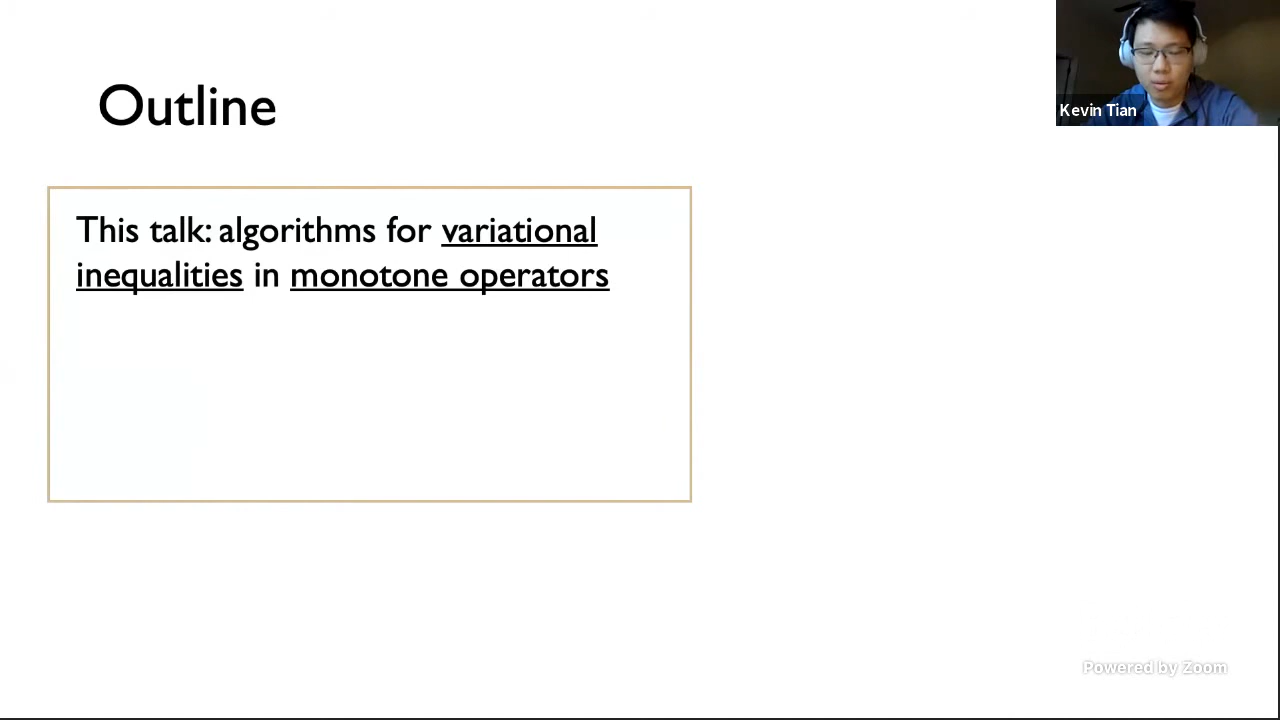 Outline
Kevin Tian
This talk: algorithms for variational
inequalities in monotone operators
Powered by Zoom